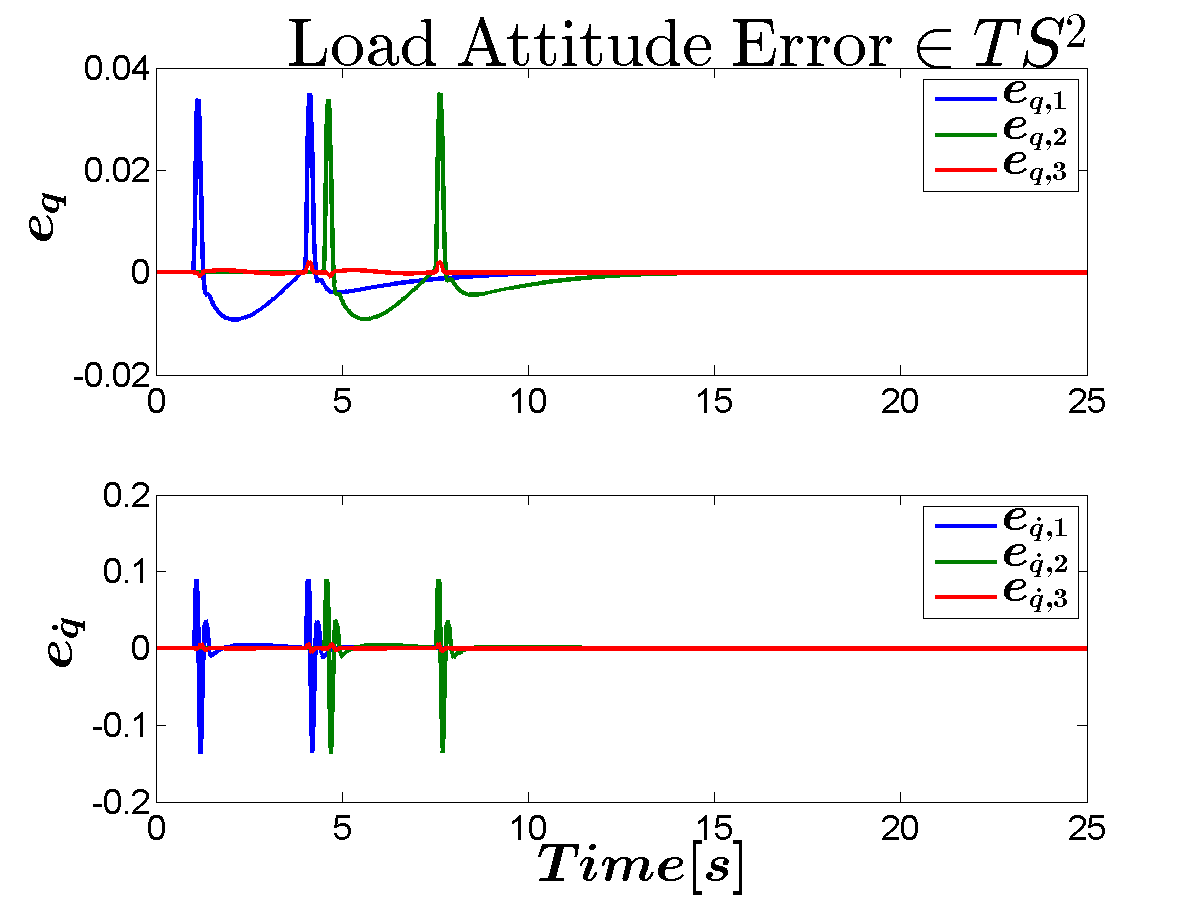 Load Attitude Error ∈ TS²
0.04
0.02
0
-0.02
e_q
e_{q,1}
e_{q,2}
e_{q,3}
0 5 10 15 20 25
0.2
0.1
0
-0.1
-0.2
e_{q̇}
e_{q̇,1}
e_{q̇,2}
e_{q̇,3}
0 5 10 15 20 25
Time[s]